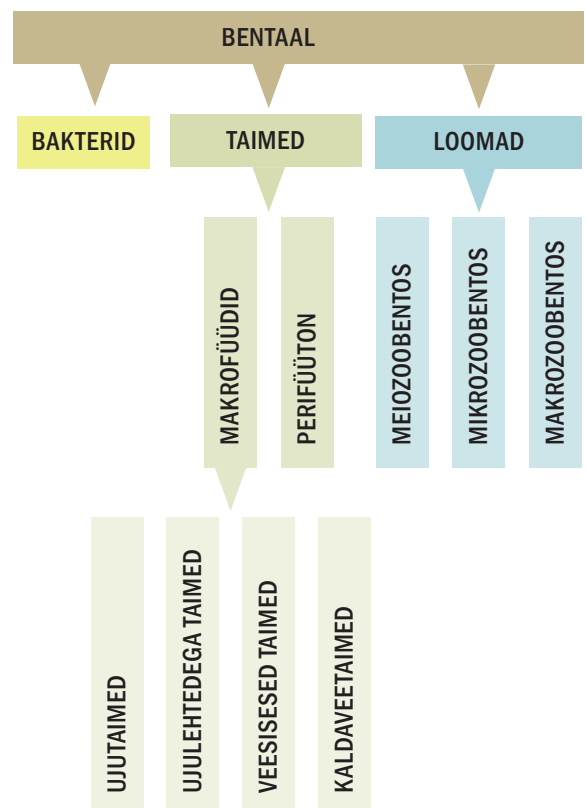 BENTAAL
BAKTERID
TAIMED
LOOMAD
MAKROFÜÜDID
PERIFÜÜTON
MEIOZOOBENTOS
MIKROZOOBENTOS
MAKROZOOBENTOS
UJUTAIMED
UJULEHTEDEGA TAIMED
VEESISESED TAIMED
KALDAVEETAIMED